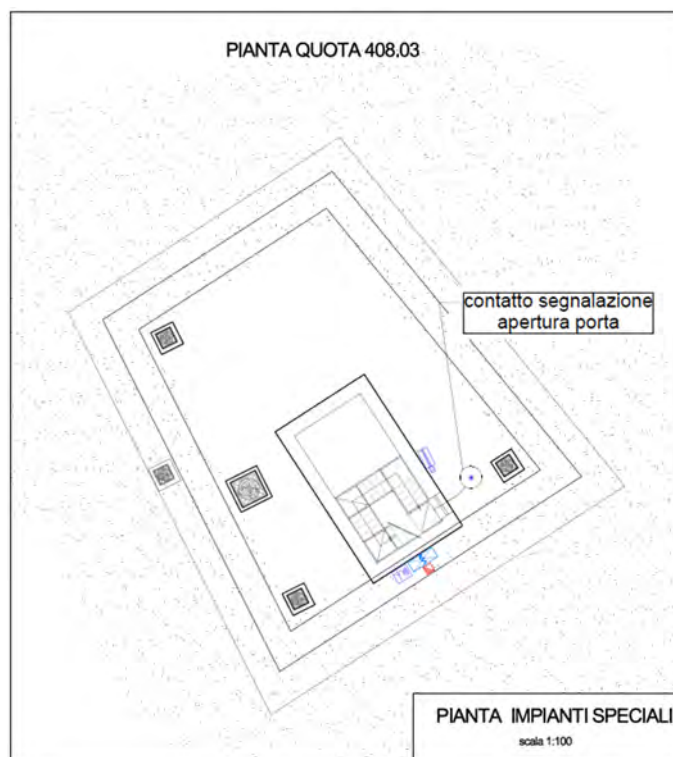 PIANTA QUOTA 408.03
contatto segnalazione
apertura porta
PIANTA IMPIANTI SPECIALI
scala 1:100